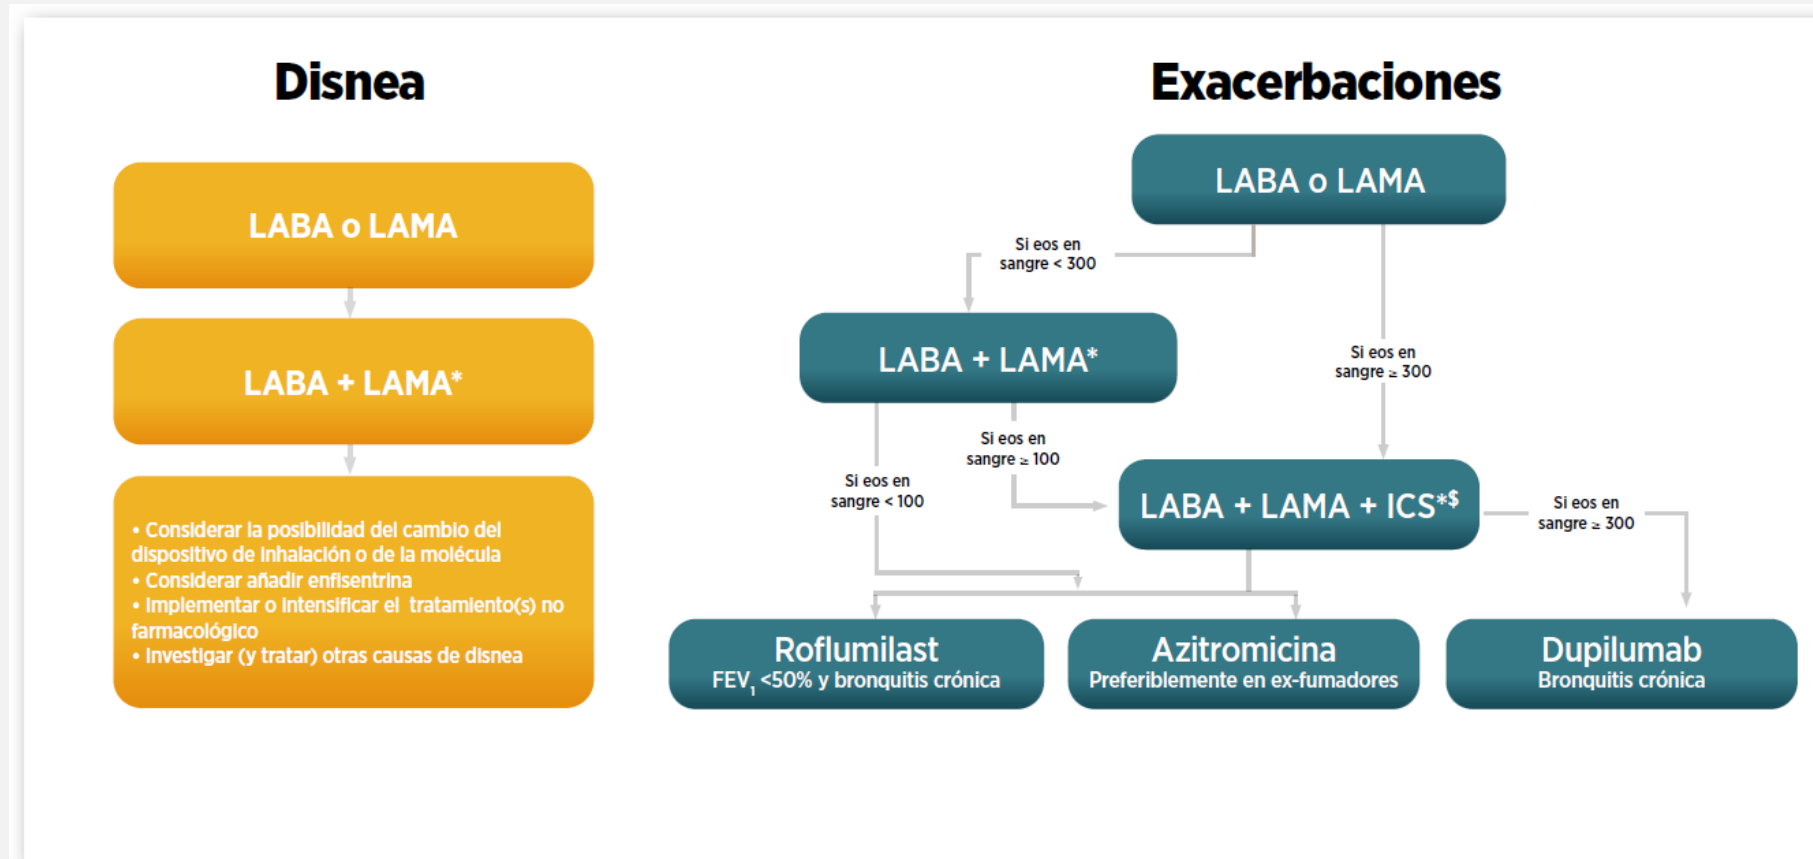 Disnea
LABA o LAMA
LABA + LAMA*
• Considerar la posibilidad del cambio del
dispositivo de inhalación o de la molécula
• Considerar añadir enfisentrina
• Implementar o intensificar el tratamiento(s) no
farmacológico
• Investigar (y tratar) otras causas de disnea
Exacerbaciones
LABA o LAMA
Si eos en
sangre < 300
LABA + LAMA*
Si eos en
sangre ≥ 300
Si eos en
sangre ≥ 100
Si eos en
sangre < 100
LABA + LAMA + ICS*$
Si eos en
sangre ≥ 300
Roflumilast
FEV1 <50% y bronquitis crónica
Azitromicina
Preferiblemente en ex-fumadores
Dupilumab
Bronquitis crónica